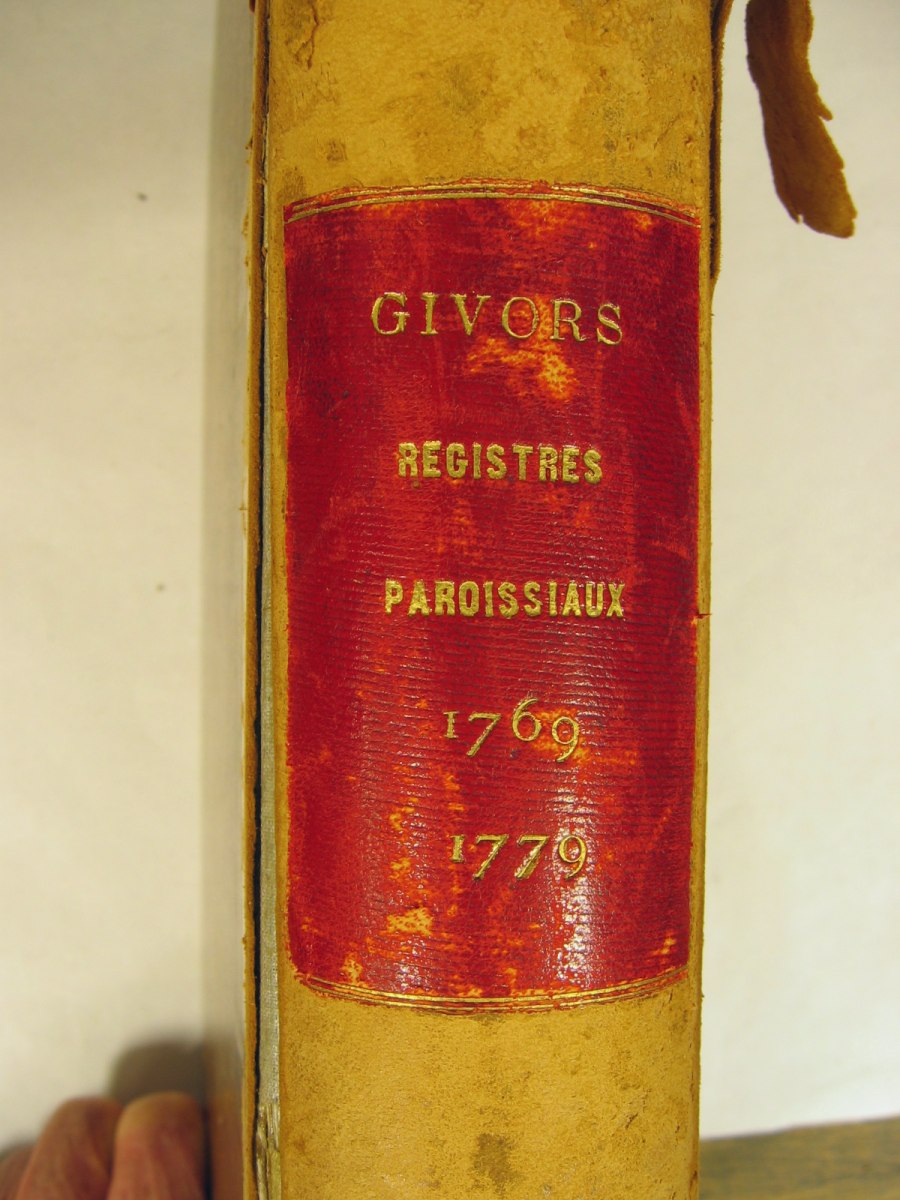 GIVORS
REGISTRES
PAROISSIAUX
1769
1779